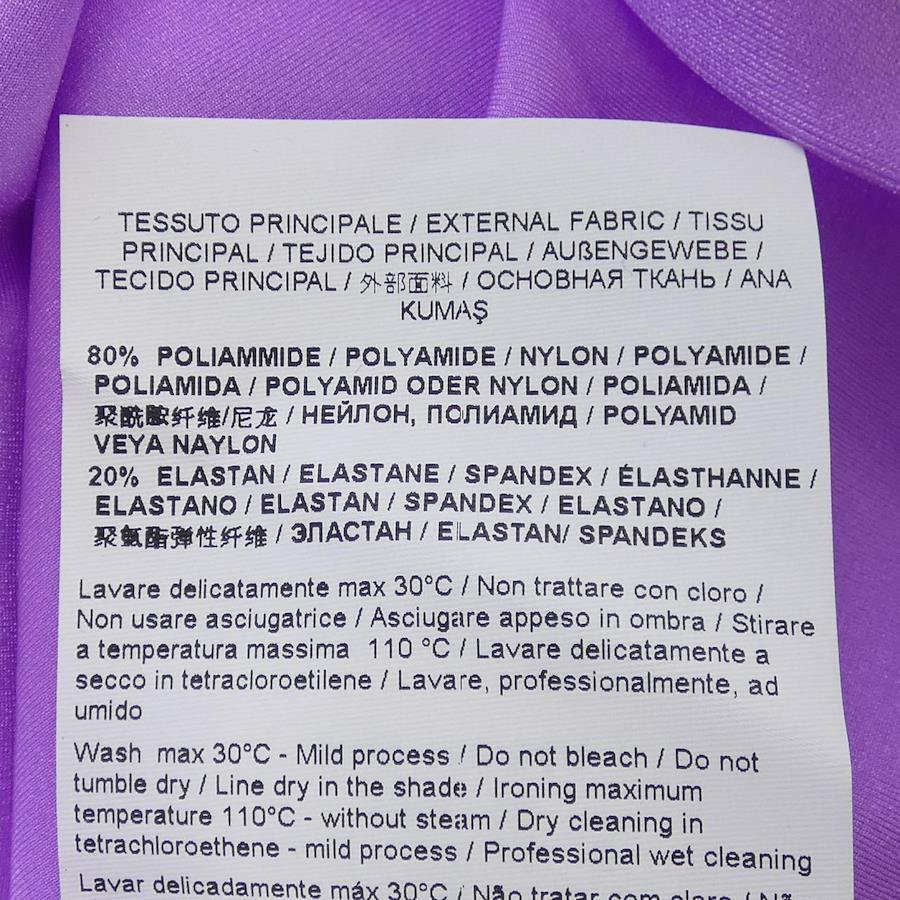 TESSUTO PRINCIPALE / EXTERNAL FABRIC / TISSU
PRINCIPAL / TEJIDO PRINCIPAL / AUßENGEWEBE /
TECIDO PRINCIPAL / 外部面料 / ОСНОВНАЯ ТКАНЬ / ANA
KUMAŞ
80% POLIAMMIDE / POLYAMIDE / NYLON / POLYAMIDE /
POLIAMIDA / POLYAMID ODER NYLON / POLIAMIDA /
聚酰胺纤维/尼龙 / НЕЙЛОН, ПОЛИАМИД / POLYAMID
VEYA NAYLON
20% ELASTAN / ELASTANE / SPANDEX / ÉLASTHANNE /
ELASTANO / ELASTAN / SPANDEX / ELASTANO /
聚氨酯弹性纤维 / ЭЛАСТАН / ELASTAN/ SPANDEKS
Lavare delicatamente max 30°C / Non trattare con cloro /
Non usare asciugatrice / Asciugare appeso in ombra / Stirare
a temperatura massima 110 °C / Lavare delicatamente a
secco in tetracloroetilene / Lavare, professionalmente, ad
umido
Wash max 30°C - Mild process / Do not bleach / Do not
tumble dry / Line dry in the shade / Ironing maximum
temperature 110°C - without steam / Dry cleaning in
tetrachloroethene - mild process / Professional wet cleaning
Lavar delicadamente máx 30°C / Não tratar com cloro / Não